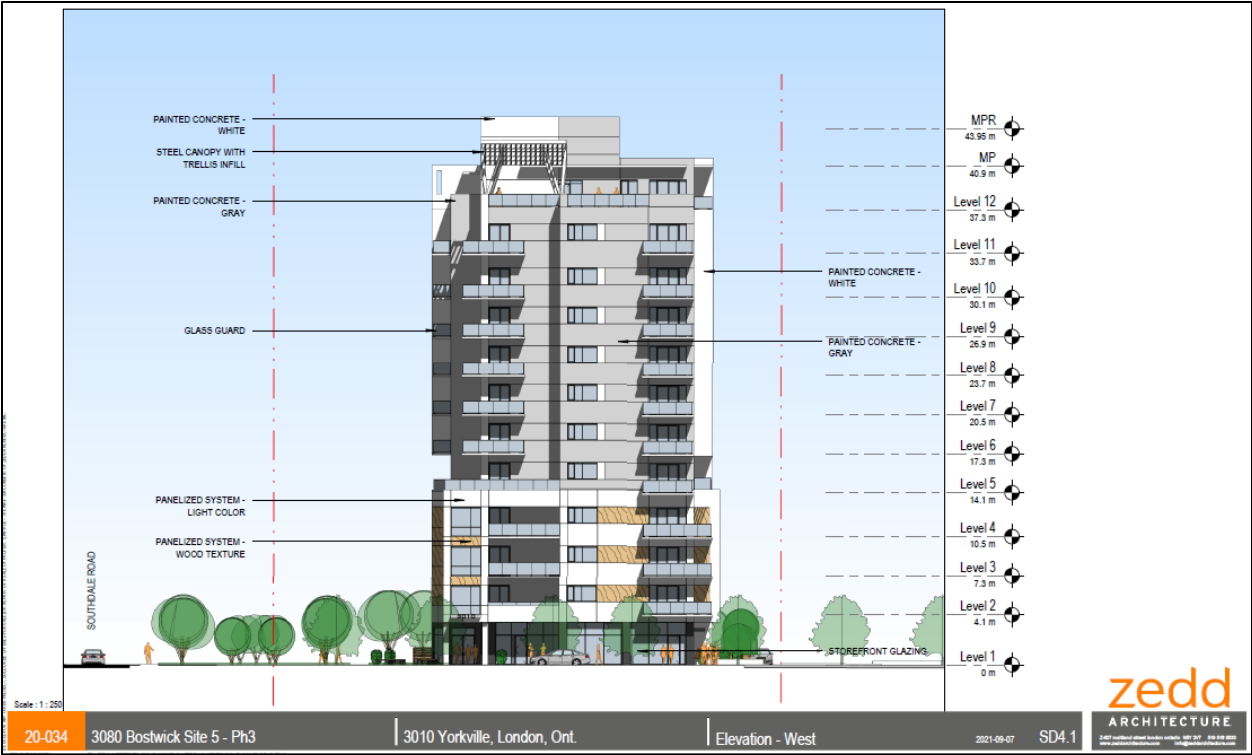 PAINTED CONCRETE -
WHITE
STEEL CANOPY WITH
TRELLIS INFILL
PAINTED CONCRETE -
GRAY
GLASS GUARD
PANELIZED SYSTEM -
LIGHT COLOR
PANELIZED SYSTEM -
WOOD TEXTURE
SOUTHDALE ROAD
PAINTED CONCRETE -
WHITE
PAINTED CONCRETE -
GRAY
STOREFRONT GLAZING
MPR
43.95 m
MP
40.9 m
Level 12
37.3 m
Level 11
33.7 m
Level 10
30.1 m
Level 9
26.9 m
Level 8
23.7 m
Level 7
20.5 m
Level 6
17.3 m
Level 5
14.1 m
Level 4
10.5 m
Level 3
7.3 m
Level 2
4.1 m
Level 1
0 m
Scale : 1 : 250
20-034
3080 Bostwick Site 5 - Ph3
3010 Yorkville, London, Ont.
Elevation - West
2021-09-07
SD4.1
zedd
ARCHITECTURE